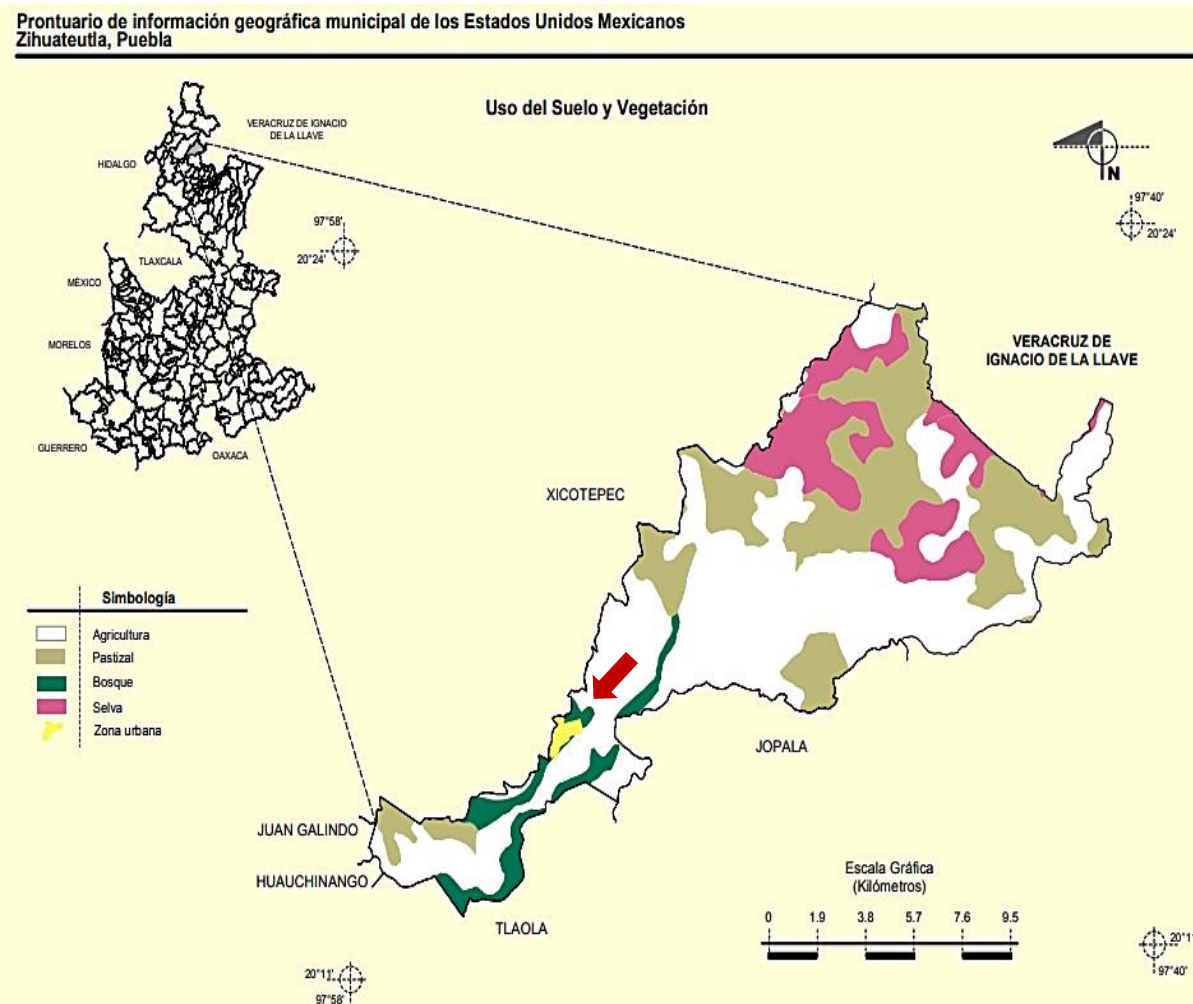 Prontuario de información geográfica municipal de los Estados Unidos Mexicanos
Zihuateutla, Puebla
Uso del Suelo y Vegetación
VERACRUZ DE IGNACIO
DE LA LLAVE
HIDALGO
TLAXCALA
MÉXICO
MORELOS
GUERRERO
OAXACA
97°58'
20°24'
N
97°40'
20°24'
VERACRUZ DE
IGNACIO DE LA LLAVE
XICOTEPEC
Simbología
Agricultura
Pastizal
Bosque
Selva
Zona urbana
JOPALA
JUAN GALINDO
HUAUCHINANGO
TLAOLA
Escala Gráfica
(Kilómetros)
0 1.9 3.8 5.7 7.6 9.5
20°11'
97°58'
20°11
97°40'